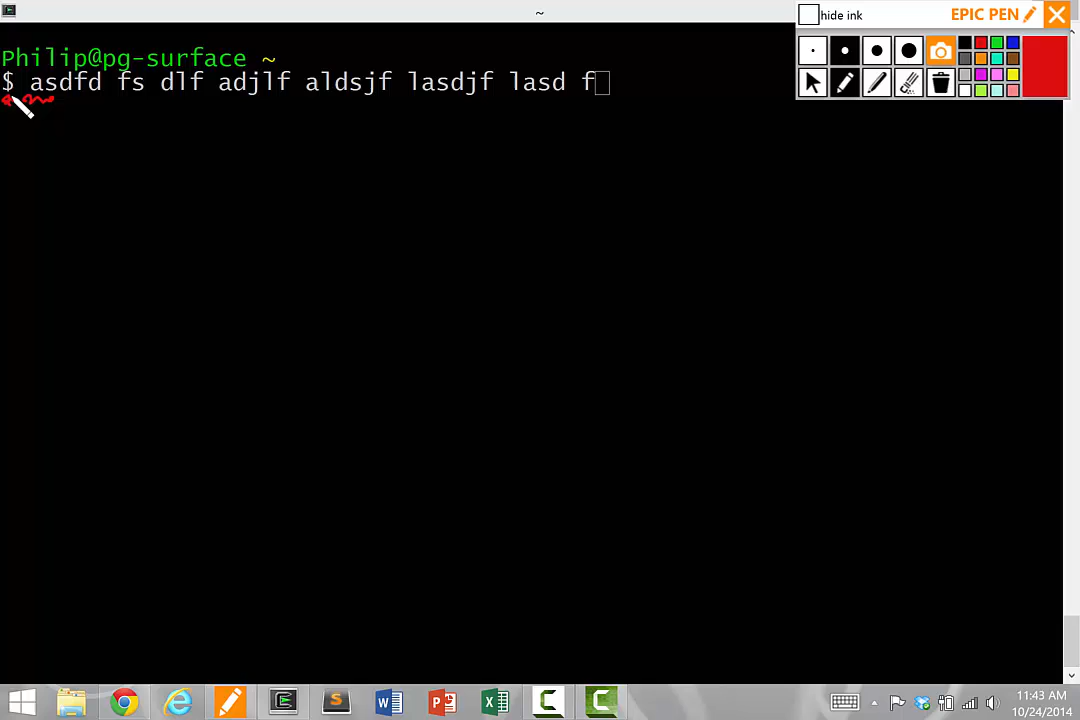 ~
hide ink
EPIC PEN
Philip@pg-surface ~
$ asdfd fs dlf adjlf aldsjf lasdjf lasd f
11:43 AM
10/24/2014